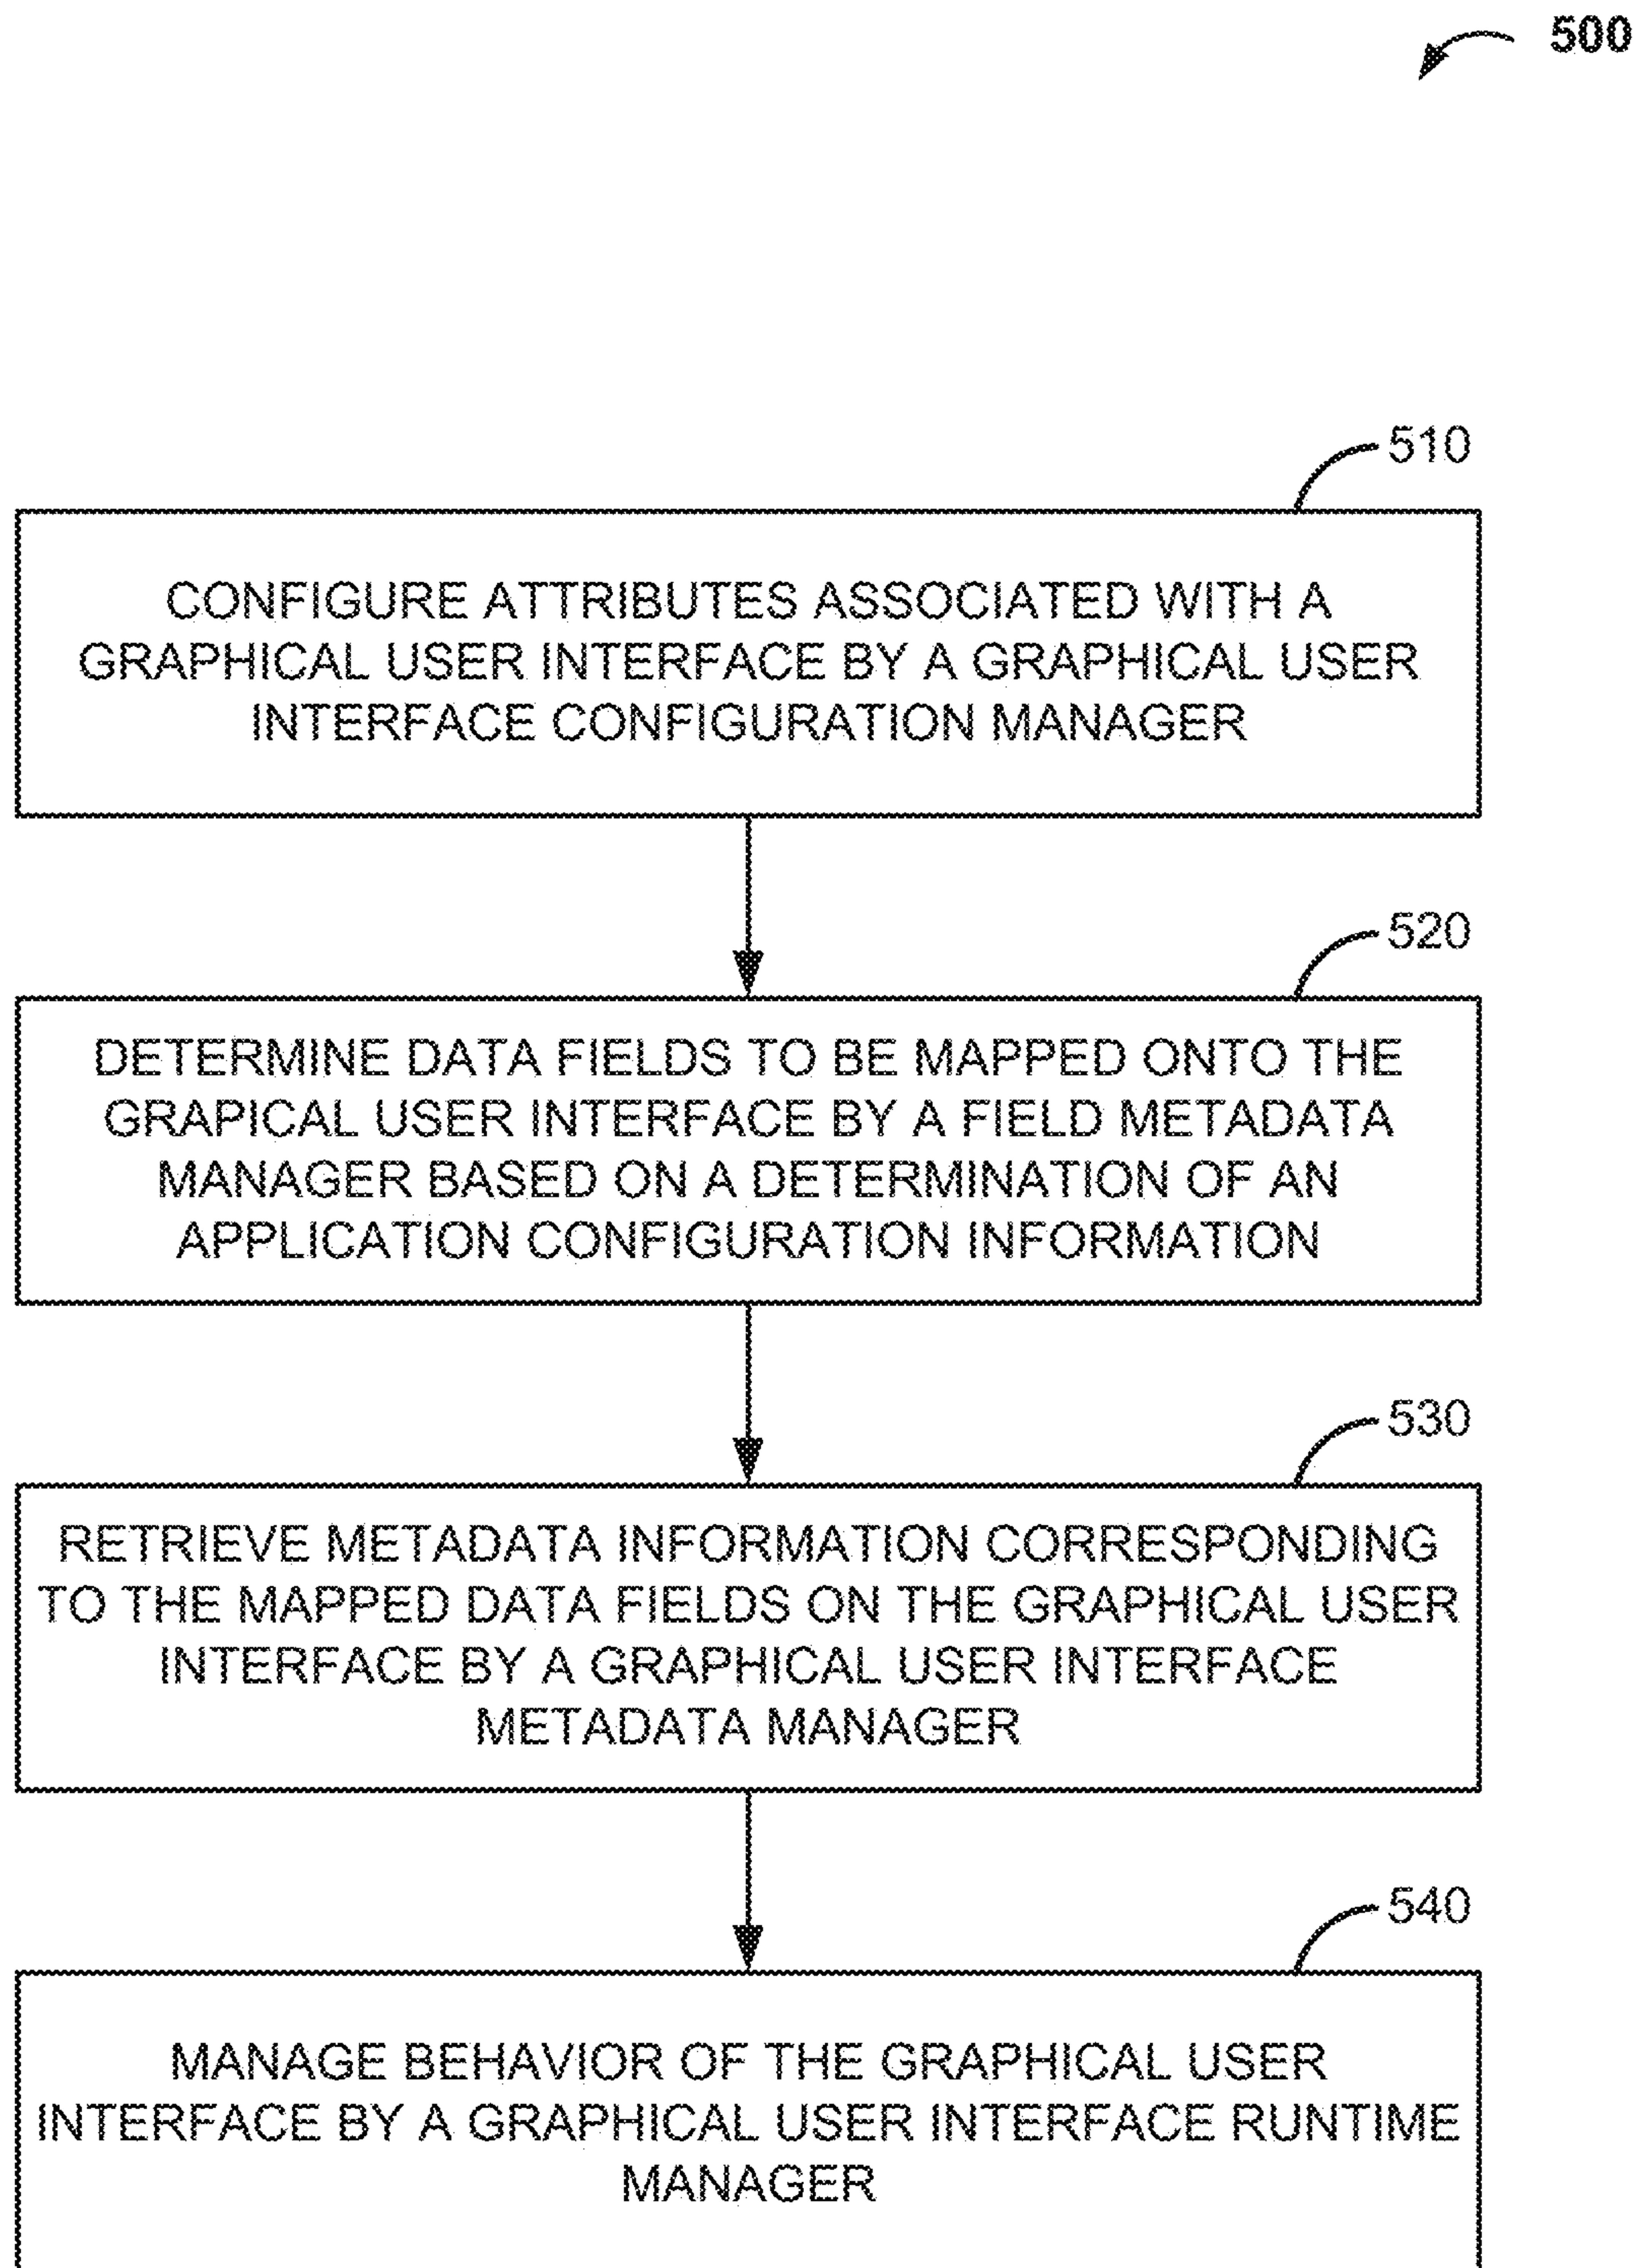 500
510
CONFIGURE ATTRIBUTES ASSOCIATED WITH A
GRAPHICAL USER INTERFACE BY A GRAPHICAL USER
INTERFACE CONFIGURATION MANAGER
520
DETERMINE DATA FIELDS TO BE MAPPED ONTO THE
GRAPICAL USER INTERFACE BY A FIELD METADATA
MANAGER BASED ON A DETERMINATION OF AN
APPLICATION CONFIGURATION INFORMATION
530
RETRIEVE METADATA INFORMATION CORRESPONDING
TO THE MAPPED DATA FIELDS ON THE GRAPHICAL USER
INTERFACE BY A GRAPHICAL USER INTERFACE
METADATA MANAGER
540
MANAGE BEHAVIOR OF THE GRAPHICAL USER
INTERFACE BY A GRAPHICAL USER INTERFACE RUNTIME
MANAGER